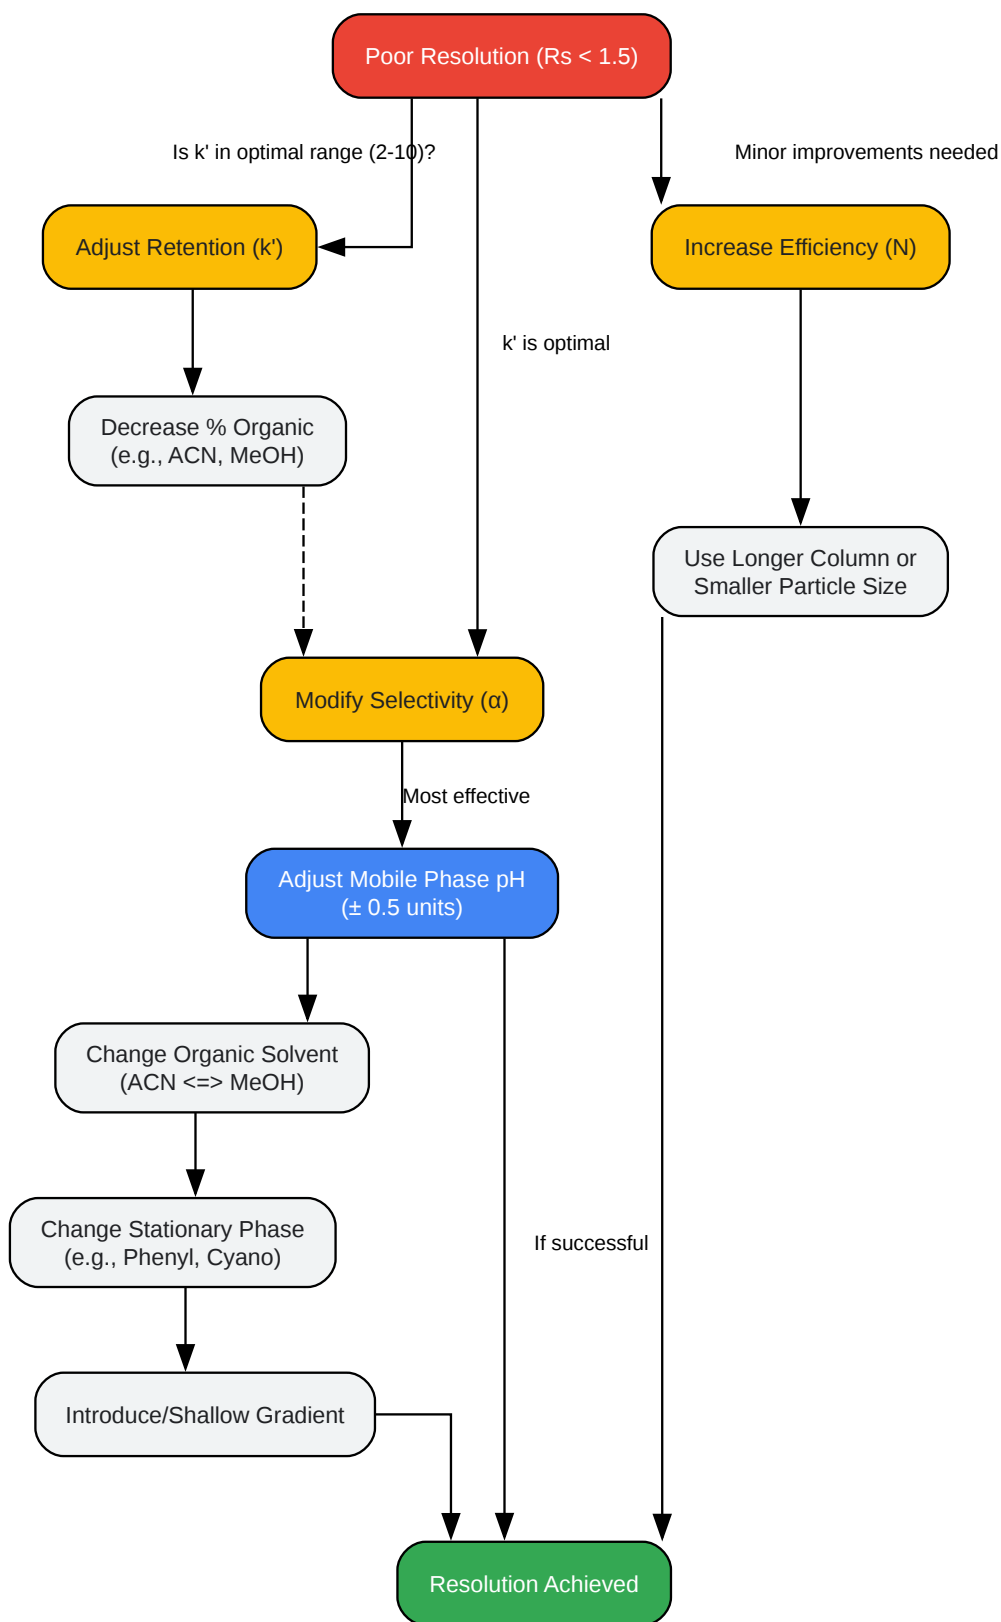 Poor Resolution (Rs < 1.5)
Is k' in optimal range (2-10)?
Minor improvements needed
Adjust Retention (k')
Increase Efficiency (N)
k' is optimal
Decrease % Organic
(e.g., ACN, MeOH)
Use Longer Column or
Smaller Particle Size
Modify Selectivity (α)
Most effective
Adjust Mobile Phase pH
(± 0.5 units)
Change Organic Solvent
(ACN <=> MeOH)
Change Stationary Phase
(e.g., Phenyl, Cyano)
If successful
Introduce/Shallow Gradient
Resolution Achieved